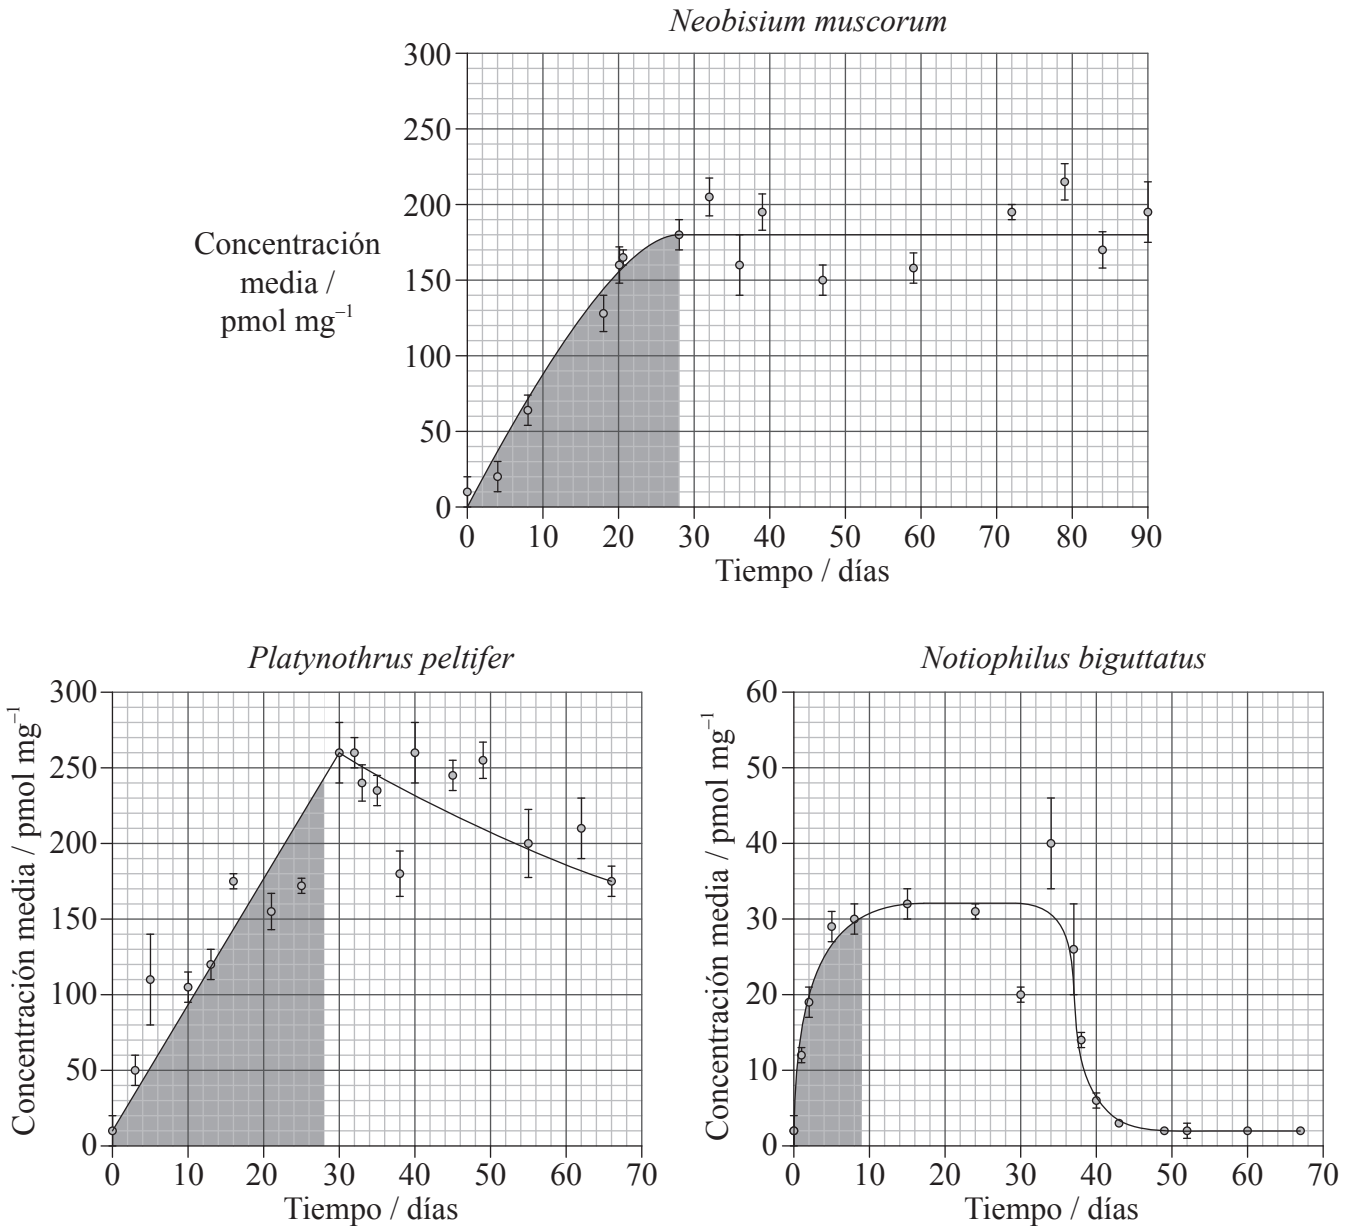 Neobisium muscorum
300
250
200
150
100
50
0
Concentración
media /
pmol mg⁻¹
0 10 20 30 40 50 60 70 80 90
Tiempo / días
Platynothrus peltifer
300
250
200
150
100
50
0
Concentración media / pmol mg⁻¹
0 10 20 30 40 50 60 70
Tiempo / días
Notiophilus biguttatus
60
50
40
30
20
10
0
Concentración media / pmol mg⁻¹
0 10 20 30 40 50 60 70
Tiempo / días